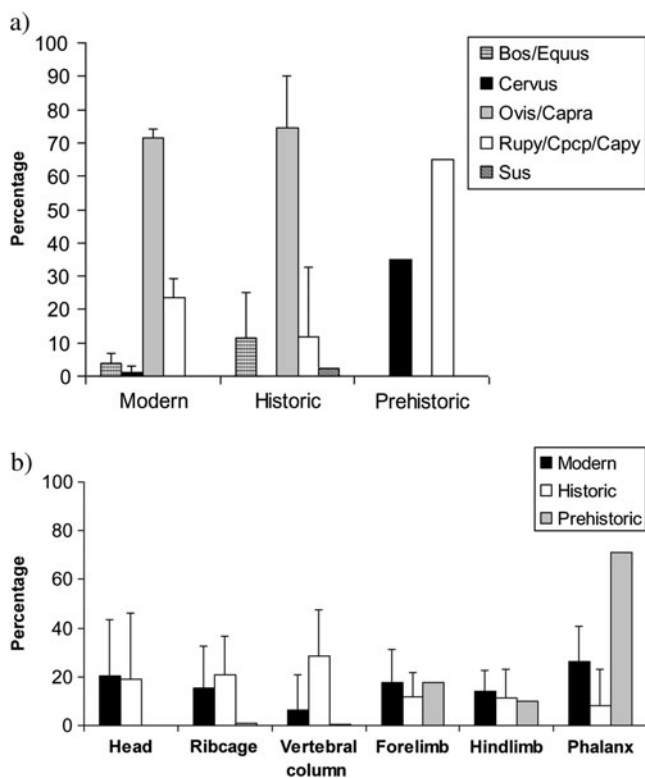 a)
100
90
80
70
60
50
40
30
20
10
0
Percentage
Modern Historic Prehistoric
Bos/Equus
Cervus
Ovis/Capra
Rupy/Cpcp/Capy
Sus
b)
100
80
60
40
20
0
Percentage
Modern
Historic
Prehistoric
Head Ribcage Vertebral Forelimb Hindlimb Phalanx
column